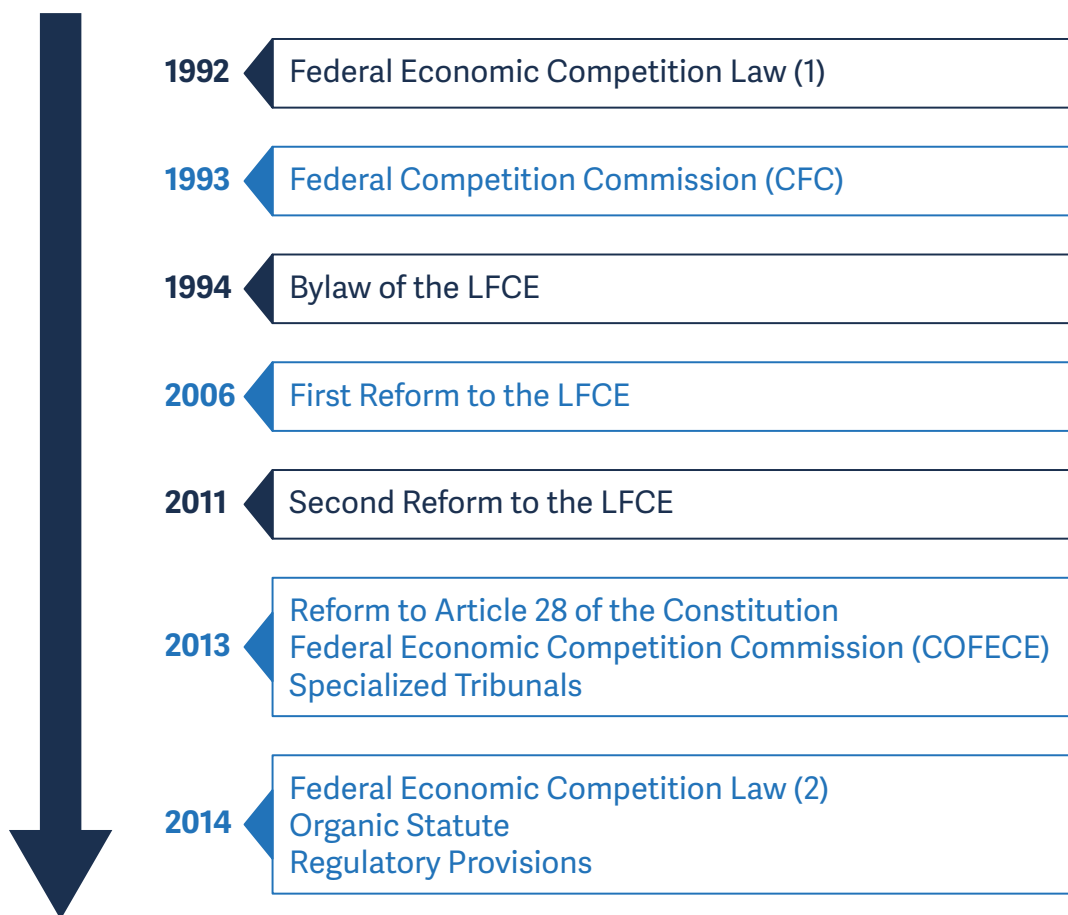 1992
Federal Economic Competition Law (1)
1993
Federal Competition Commission (CFC)
1994
Bylaw of the LFCE
2006
First Reform to the LFCE
2011
Second Reform to the LFCE
2013
Reform to Article 28 of the Constitution
Federal Economic Competition Commission (COFECE)
Specialized Tribunals
2014
Federal Economic Competition Law (2)
Organic Statute
Regulatory Provisions